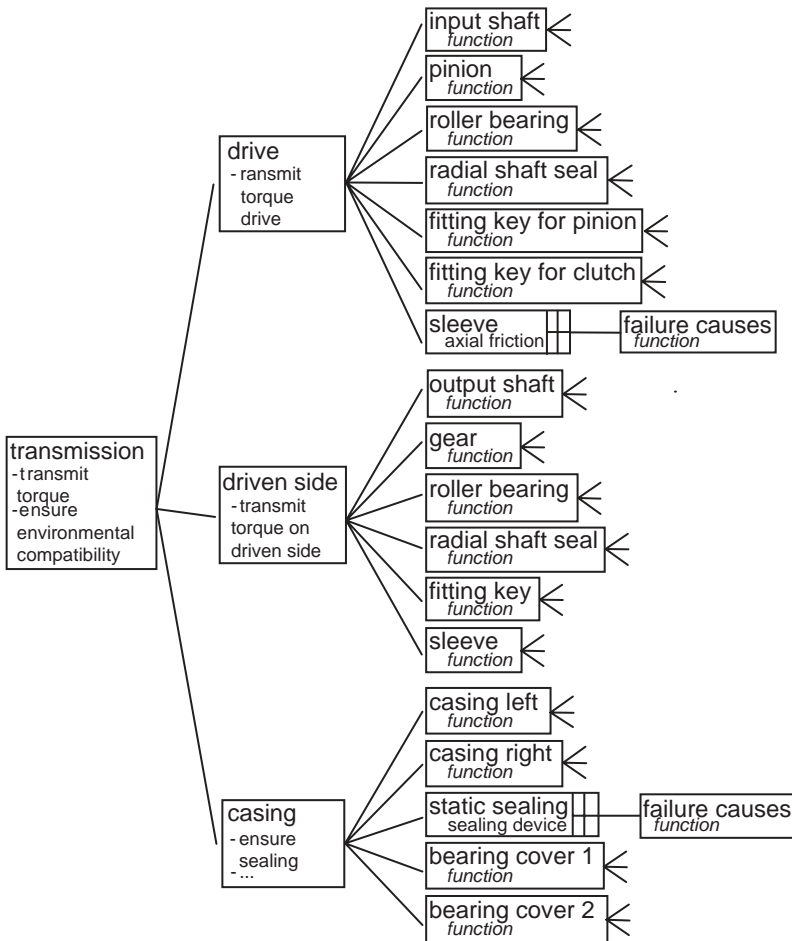 input shaft
function
pinion
function
roller bearing
function
radial shaft seal
function
fitting key for pinion
function
fitting key for clutch
function
sleeve
axial friction
failure causes
function
drive
- ransmit
torque
drive
output shaft
function
gear
function
roller bearing
function
radial shaft seal
function
fitting key
function
sleeve
function
transmission
-transmit
torque
-ensure
environmental
compatibility
driven side
-transmit
torque on
driven side
casing left
function
casing right
function
static sealing
sealing device
failure causes
function
bearing cover 1
function
bearing cover 2
function
casing
- ensure
sealing
- ...